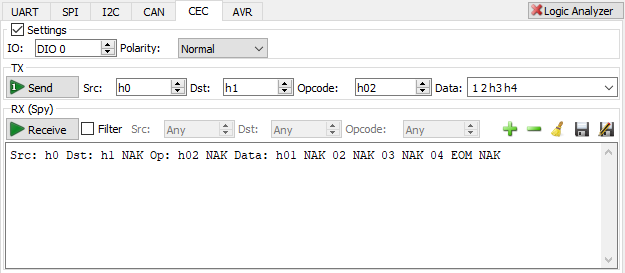 UART SPI I2C CAN CEC AVR Logic Analyzer
Settings
IO: DIO 0 Polarity: Normal
TX
1 Send Src: h0 Dst: h1 Opcode: h02 Data: 1 2 h3 h4
RX (Spy)
Receive Filter Src: Any Dst: Any Opcode: Any
Src: h0 Dst: h1 NAK Op: h02 NAK Data: h01 NAK 02 NAK 03 NAK 04 EOM NAK